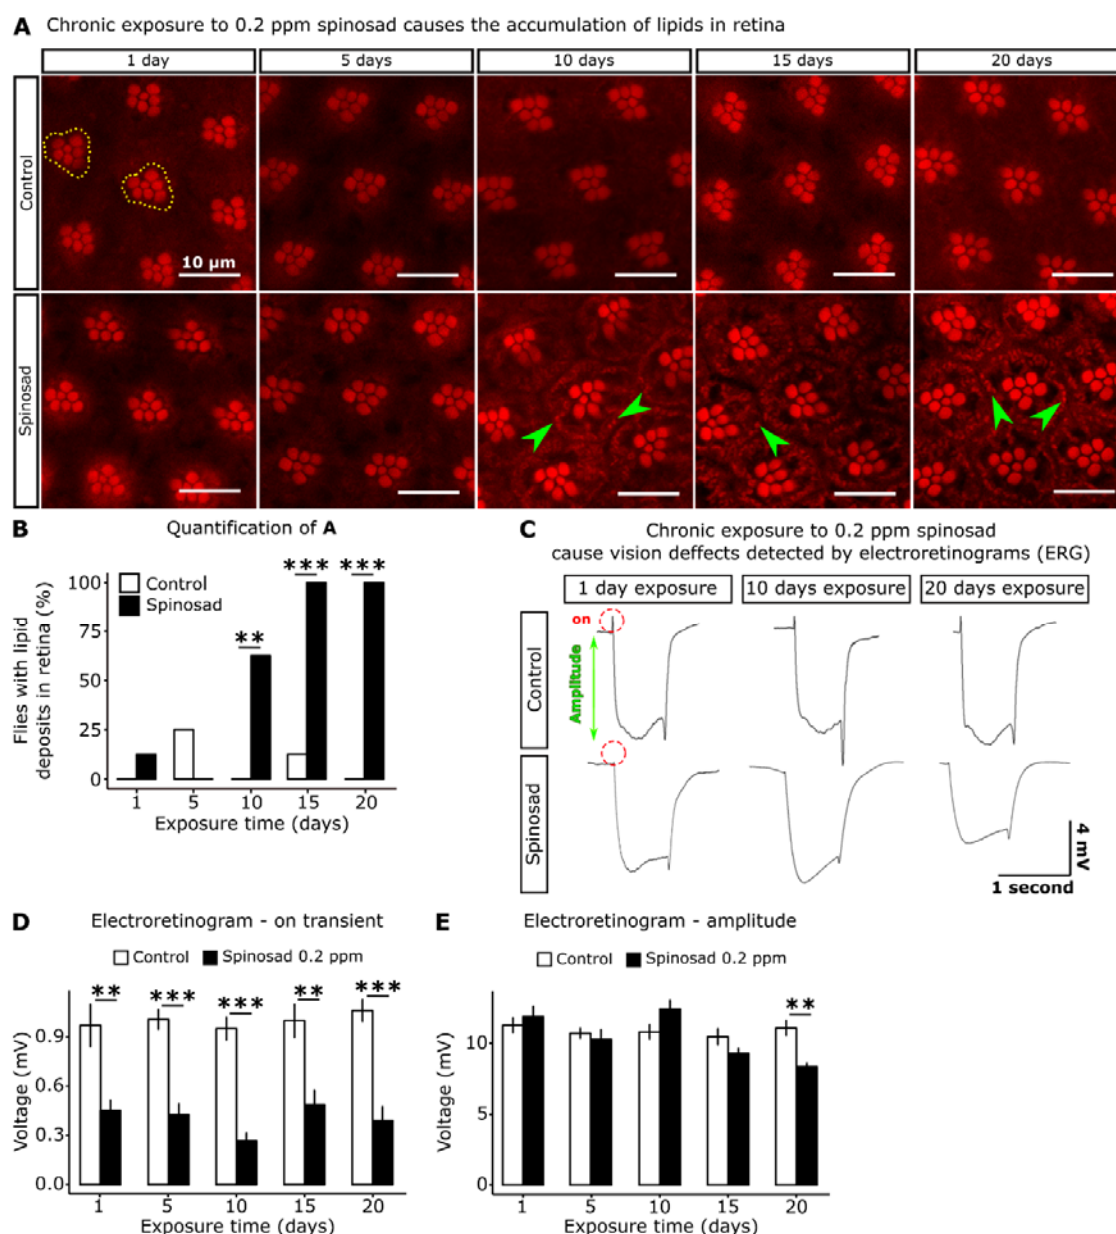 A Chronic exposure to 0.2 ppm spinosad causes the accumulation of lipids in retina
1 day 5 days 10 days 15 days 20 days
Control
10 µm
Spinosad
B Quantification of A
Control
Spinosad
*** ***
**
100
75
50
25
0
Flies with lipid
deposits in retina (%)
1 5 10 15 20
Exposure time (days)
C Chronic exposure to 0.2 ppm spinosad
cause vision deffects detected by electroretinograms (ERG)
1 day exposure 10 days exposure 20 days exposure
on
Amplitude
Control
Spinosad
4 mV
1 second
D Electroretinogram - on transient
Control Spinosad 0.2 ppm
** *** *** ** ***
0.9
0.6
0.3
0.0
Voltage (mV)
1 5 10 15 20
Exposure time (days)
E Electroretinogram - amplitude
Control Spinosad 0.2 ppm
**
10
5
0
Voltage (mV)
1 5 10 15 20
Exposure time (days)